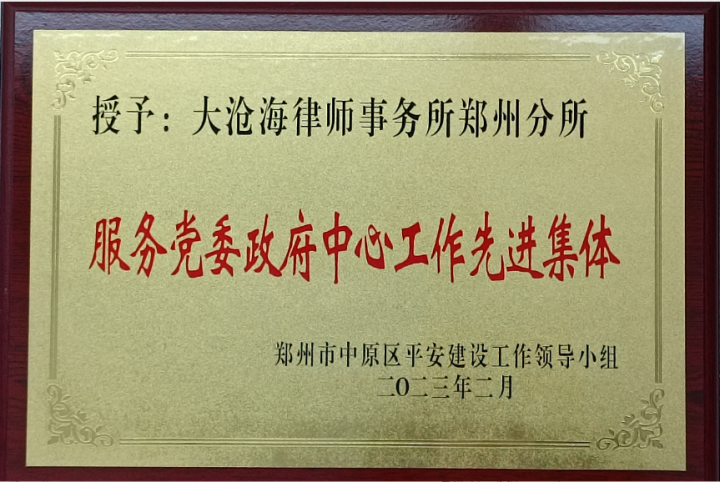 授予：大沧海律师事务所郑州分所
服务党委政府中心工作先进集体
郑州市中原区平安建设工作领导小组
二〇二三年二月